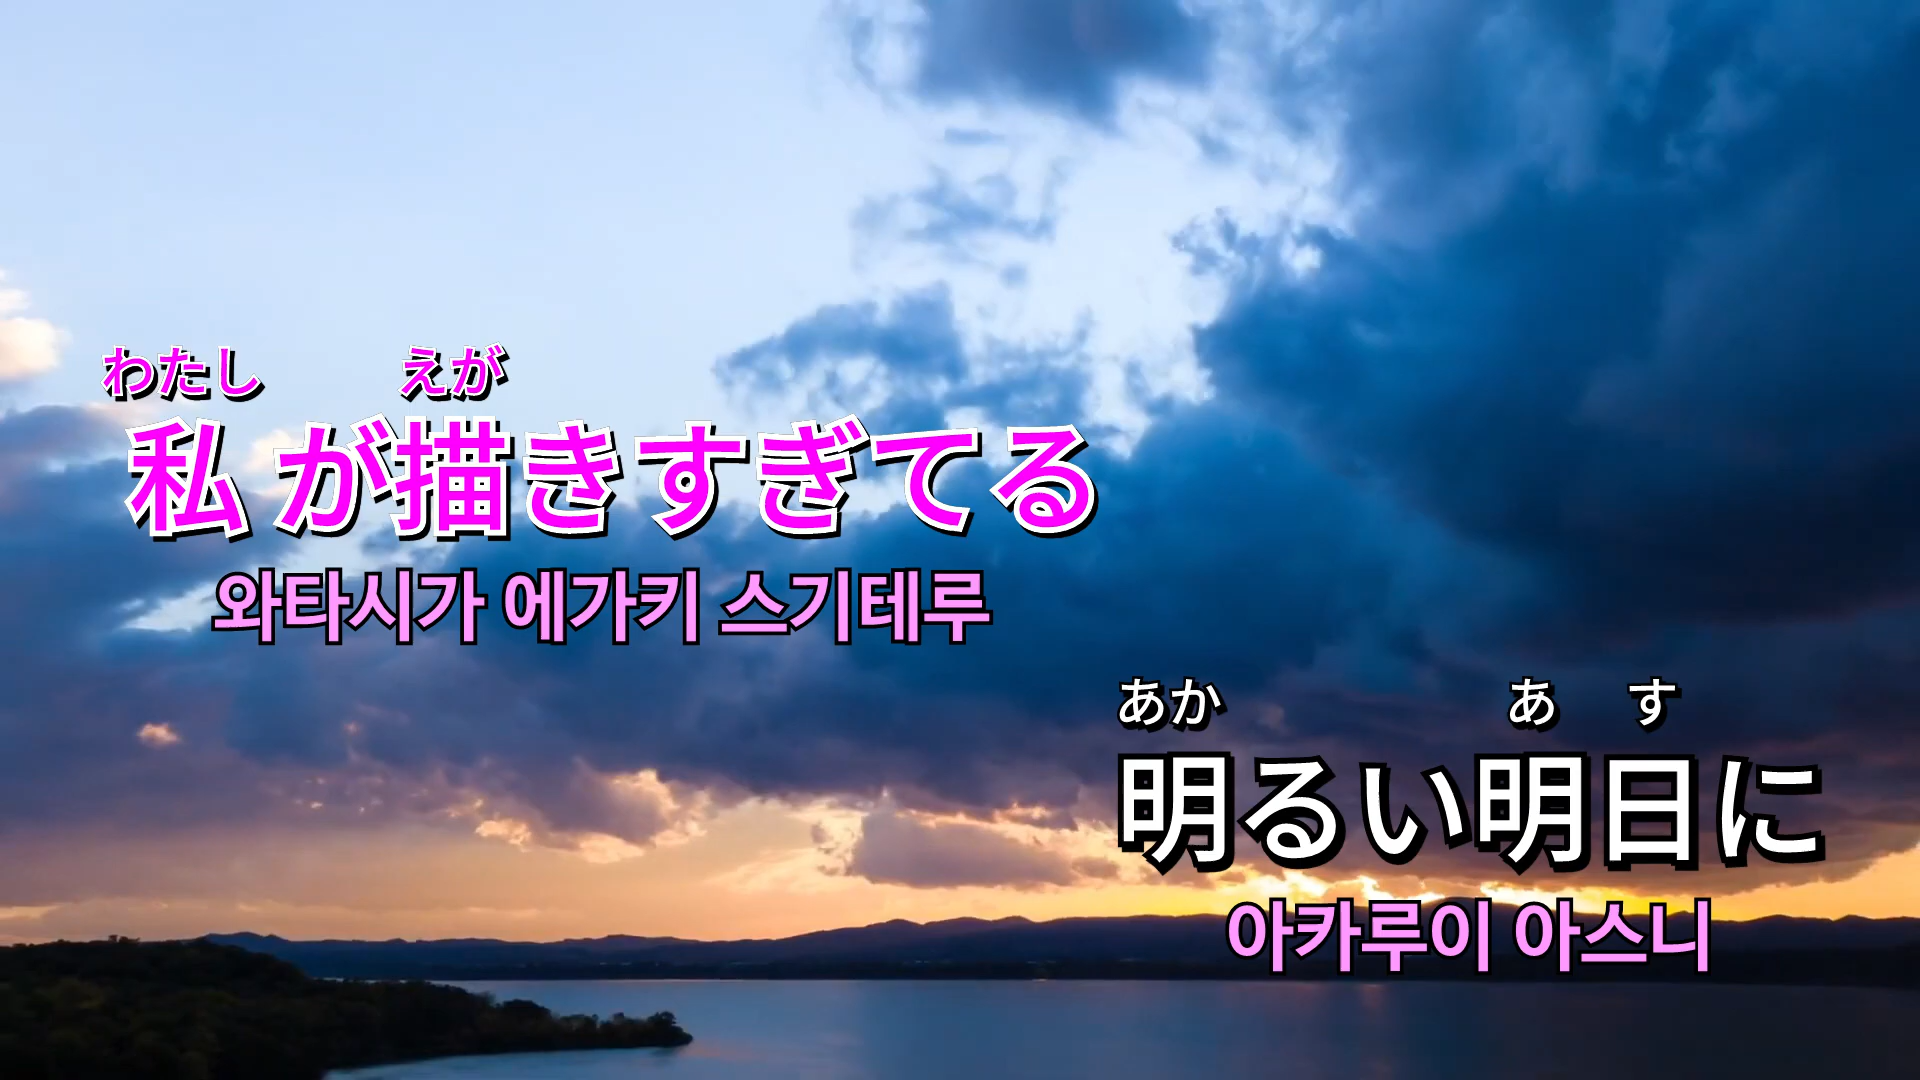 わたし えが
私が描きすぎてる
와타시가 에가키 스기테루
あか あ す
明るい明日に
아카루이 아스니